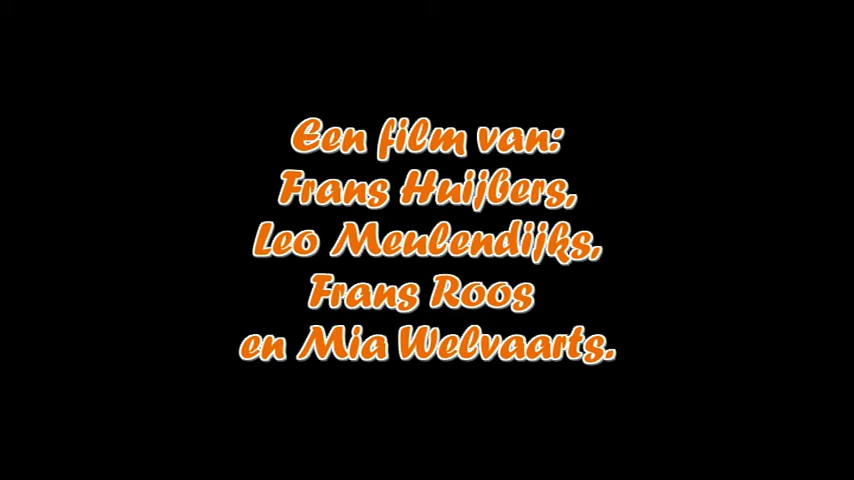 Een film van:
Frans Huijbers,
Leo Meulendijks,
Frans Roos
en Mia Welvaarts.